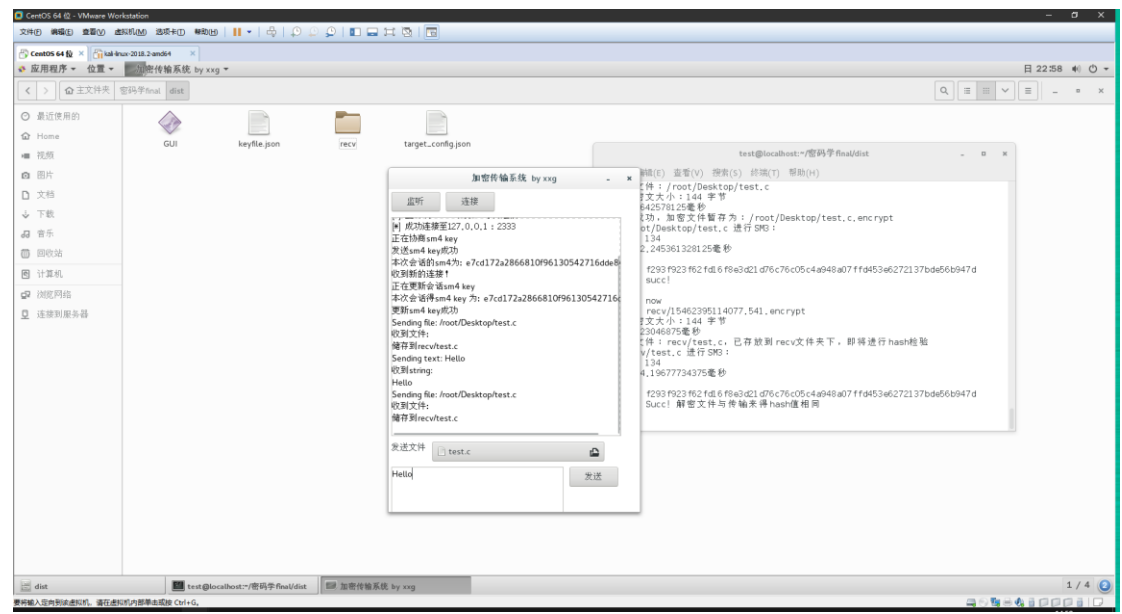 CentOS 64 位 - VMware Workstation
文件(F) 编辑(E) 查看(V) 虚拟机(M) 选项卡(T) 帮助(H)
CentOS 64 位 × kali-linux-2018.2-amd64 ×
应用程序 位置 加密传输系统 by xxg 日 22:58
主文件夹 密码学final dist
最近使用的
Home
视频
图片
文档
下载
音乐
回收站
计算机
浏览网络
连接到服务器
GUI keyfile.json recv target_config.json
加密传输系统 by xxg
监听 连接
[*] 成功连接至127.0.0.1 : 2333
正在协商sm4 key
发送sm4 key成功
本次会话的sm4为: e7cd172a2866810f96130542716dde8
收到新的连接!
正在更新会话sm4 key
本次会话得sm4 key 为: e7cd172a2866810f96130542716
更新sm4 key成功
Sending file: /root/Desktop/test.c
收到文件:
储存到recv/test.c
Sending text: Hello
收到string:
Hello
Sending file: /root/Desktop/test.c
收到文件:
储存到recv/test.c
发送文件 test.c
Hello
发送
test@localhost:~/密码学final/dist
编辑(E) 查看(V) 搜索(S) 终端(T) 帮助(H)
文件 : /root/Desktop/test.c
文大小 : 144 字节
642578125毫秒
成功, 加密文件暂存为 : /root/Desktop/test.c.encrypt
ot/Desktop/test.c 进行 SM3 :
134
2.245361328125毫秒
f293f923f62fd16f8e3d21d76c76c05c4a948a07ffd453e6272137bde56b947d
succ!
now
recv/15462395114077.541.encrypt
文大小 : 144 字节
23046875毫秒
文件 : recv/test.c, 已存放到recv文件夹下, 即将进行hash检验
v/test.c 进行SM3 :
134
4.19677734375毫秒
f293f923f62fd16f8e3d21d76c76c05c4a948a07ffd453e6272137bde56b947d
Succ! 解密文件与传输来得hash值相同
dist test@localhost:~/密码学final/dist 加密传输系统 by xxg 1 / 4 2
要将输入定向到该虚拟机, 请在虚拟机内部单击或按 Ctrl+G。